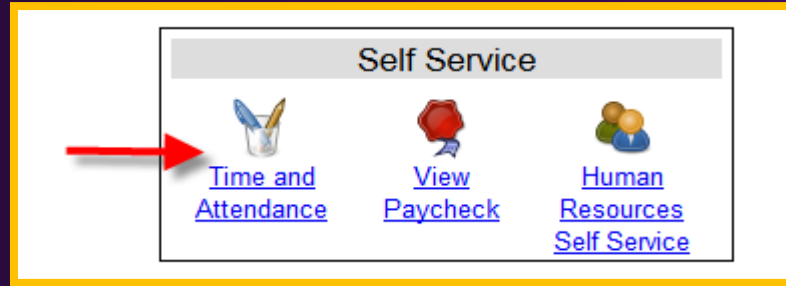 Self Service
Time and
Attendance
View
Paycheck
Human
Resources
Self Service